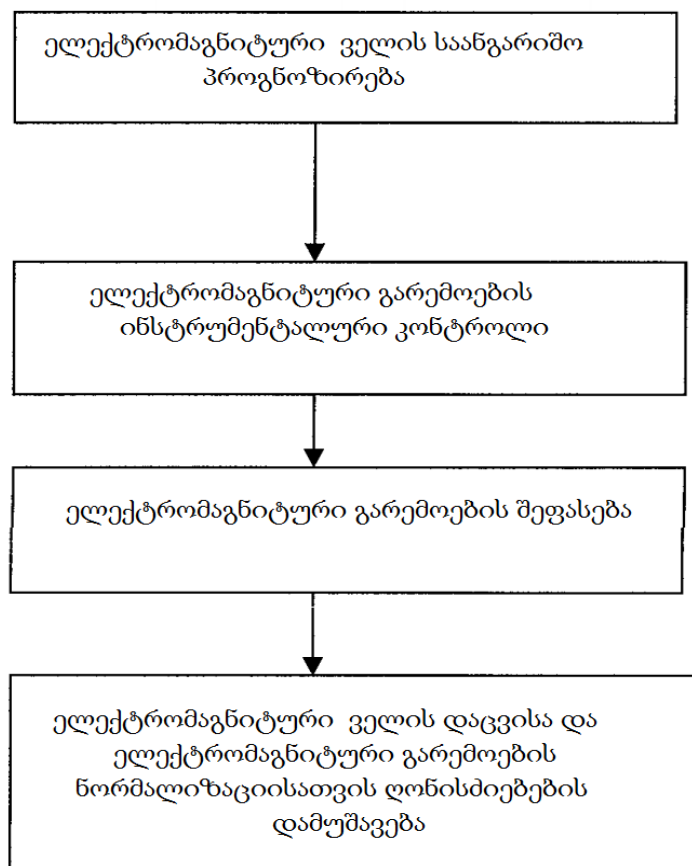 ელექტრომაგნიტური ველის საანგარიშო
პროგნოზირება
ელექტრომაგნიტური გარემოების
ინსტრუმენტალური კონტროლი
ელექტრომაგნიტური გარემოების შეფასება
ელექტრომაგნიტური ველის დაცვისა და
ელექტრომაგნიტური გარემოების
ნორმალიზაციისათვის ღონისძიებების
დამუშავება